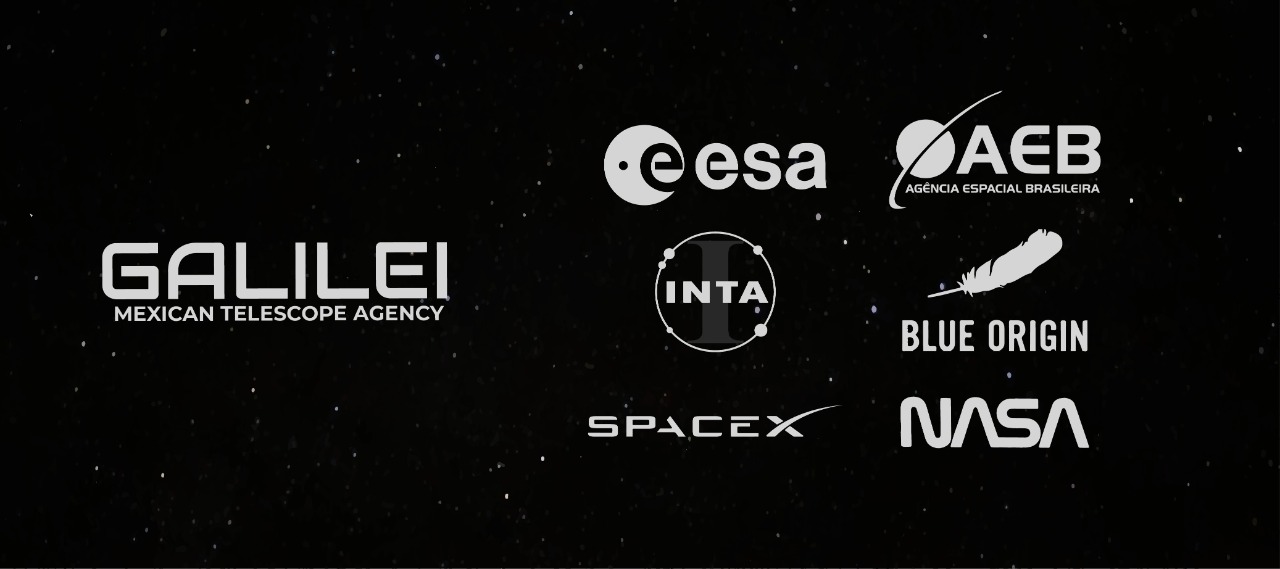 GALILEI
MEXICAN TELESCOPE AGENCY
esa
AEB
AGÊNCIA ESPACIAL BRASILEIRA
INTA
BLUE ORIGIN
SPACEX
NASA